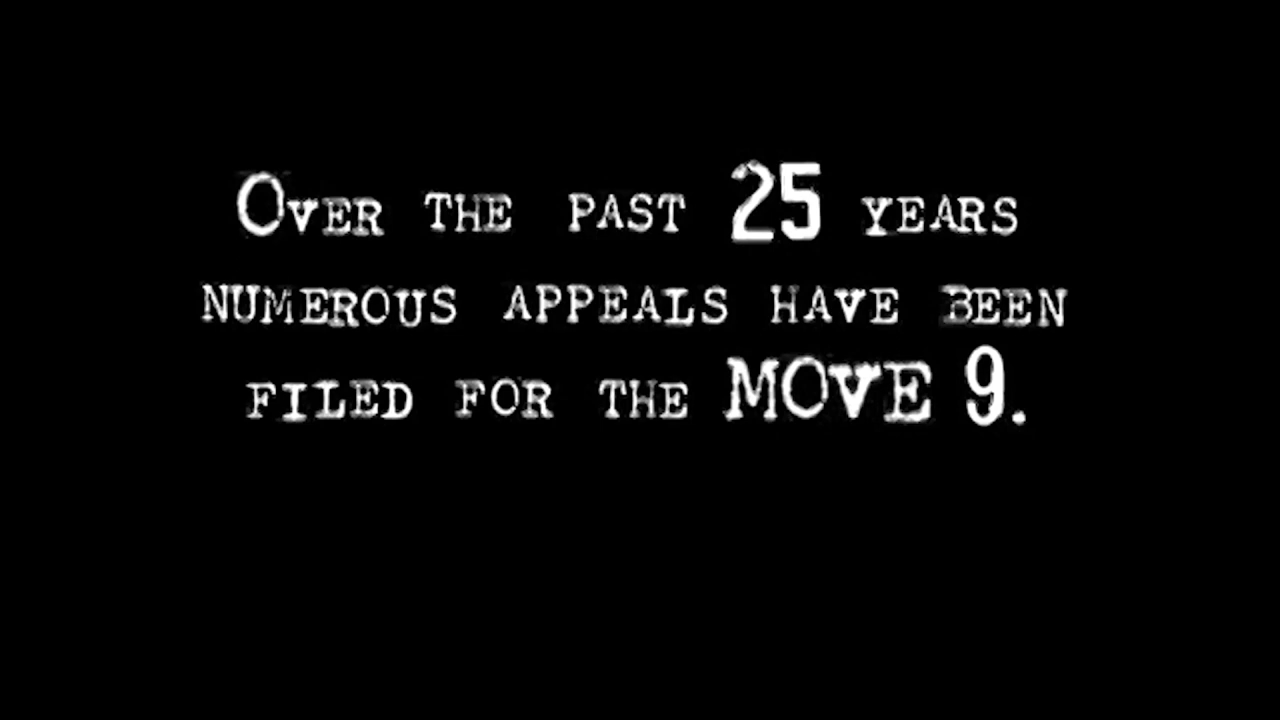 Over the past 25 years
numerous appeals have been
filed for the MOVE 9.